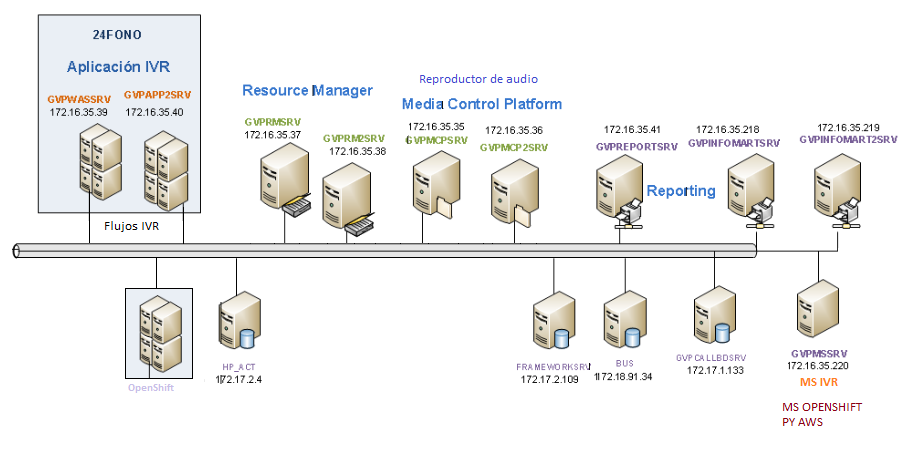 24FONO
Aplicación IVR
GVPWASSRV
172.16.35.39
GVPAPP2SRV
172.16.35.40
Flujos IVR
Resource Manager
GVPRMSRV
172.16.35.37
GVPRM2SRV
172.16.35.38
Reproductor de audio
Media Control Platform
172.16.35.35
GVPMCPSRV
172.16.35.36
GVPMCP2SRV
172.16.35.41
GVPREPORTSRV
Reporting
172.16.35.218
GVPINFOMARTSRV
172.16.35.219
GVPINFOMART2SRV
OpenShift
HP_ACT
172.17.2.4
FRAMEWORKSRV
172.17.2.109
BUS
172.18.91.34
GVPCALLBDSRV
172.17.1.133
GVPMSSRV
172.16.35.220
MS IVR
MS OPENSHIFT
PY AWS